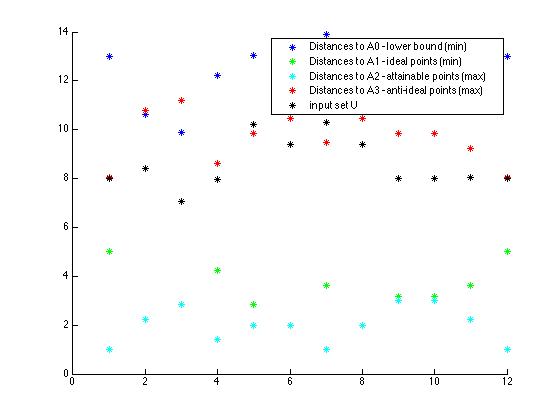 14
Distances to A0 - lower bound (min)
Distances to A1 - ideal points (min)
Distances to A2 - attainable points (max)
Distances to A3 - anti-ideal points (max)
input set U
12
10
8
6
4
2
0
0 2 4 6 8 10 12